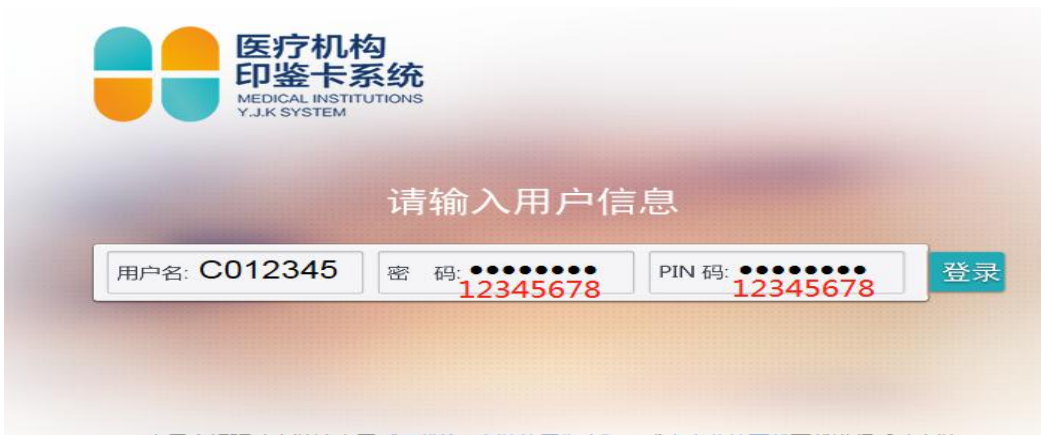 医疗机构
印鉴卡系统
MEDICAL INSTITUTIONS
Y.J.K SYSTEM
请输入用户信息
用户名: C012345 密 码: ●●●●●●●● PIN 码: ●●●●●●●● 登录
12345678 12345678